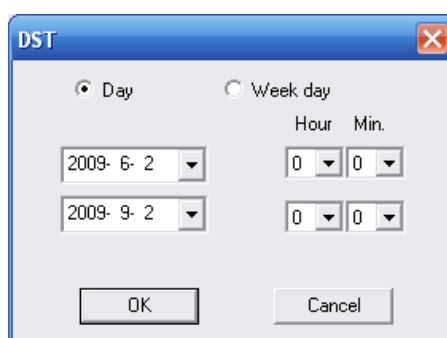 DST
Day Week day
Hour Min.
2009- 6- 2 0 0
2009- 9- 2 0 0
OK Cancel